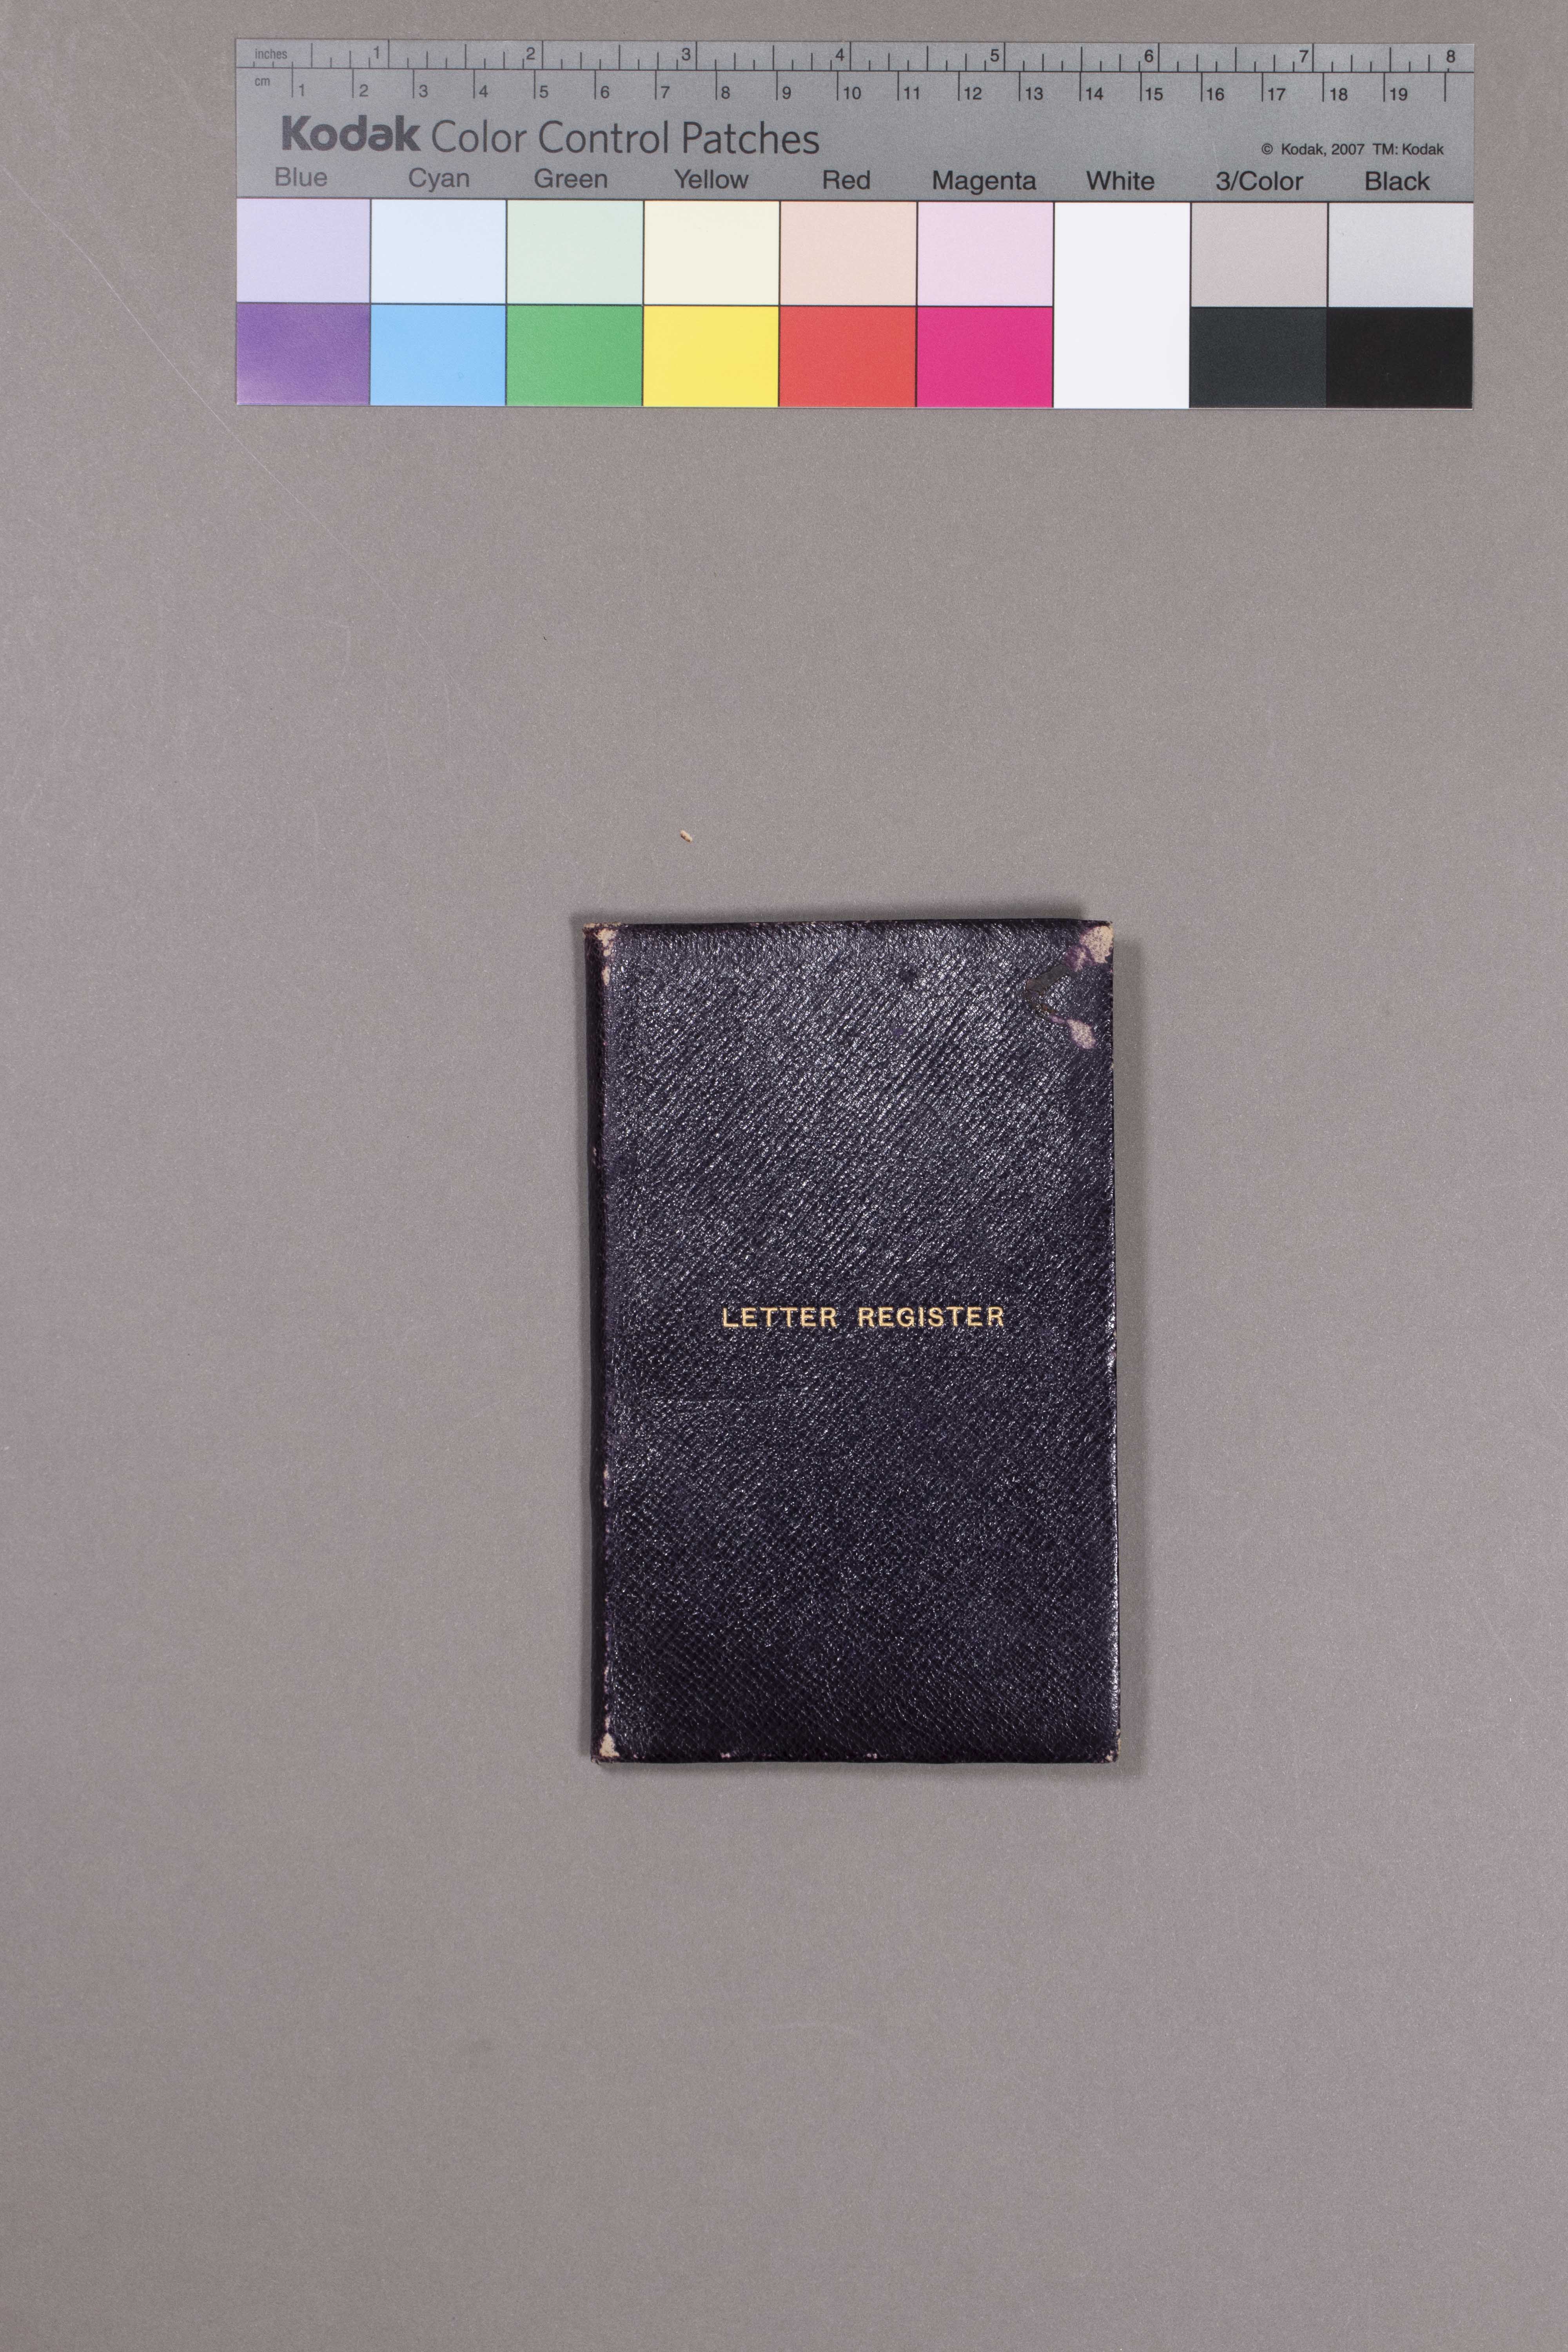 inches 1 2 3 4 5 6 7 8
cm 1 2 3 4 5 6 7 8 9 10 11 12 13 14 15 16 17 18 19
Kodak Color Control Patches
© Kodak, 2007 TM: Kodak
Blue Cyan Green Yellow Red Magenta White 3/Color Black
LETTER REGISTER